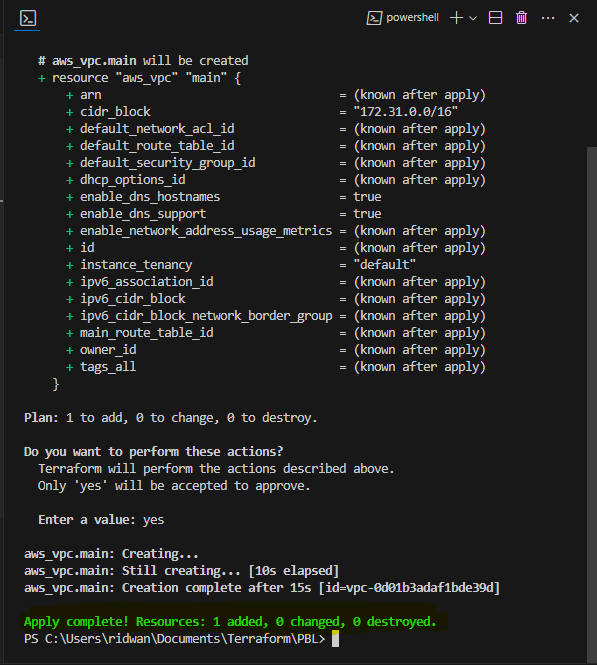 powershell
# aws_vpc.main will be created
+ resource "aws_vpc" "main" {
+ arn = (known after apply)
+ cidr_block = "172.31.0.0/16"
+ default_network_acl_id = (known after apply)
+ default_route_table_id = (known after apply)
+ default_security_group_id = (known after apply)
+ dhcp_options_id = (known after apply)
+ enable_dns_hostnames = true
+ enable_dns_support = true
+ enable_network_address_usage_metrics = (known after apply)
+ id = (known after apply)
+ instance_tenancy = "default"
+ ipv6_association_id = (known after apply)
+ ipv6_cidr_block = (known after apply)
+ ipv6_cidr_block_network_border_group = (known after apply)
+ main_route_table_id = (known after apply)
+ owner_id = (known after apply)
+ tags_all = (known after apply)
}
Plan: 1 to add, 0 to change, 0 to destroy.
Do you want to perform these actions?
Terraform will perform the actions described above.
Only 'yes' will be accepted to approve.
Enter a value: yes
aws_vpc.main: Creating...
aws_vpc.main: Still creating... [10s elapsed]
aws_vpc.main: Creation complete after 15s [id=vpc-0d01b3adaf1bde39d]
Apply complete! Resources: 1 added, 0 changed, 0 destroyed.
PS C:\Users\ridwan\Documents\Terraform\PBL>